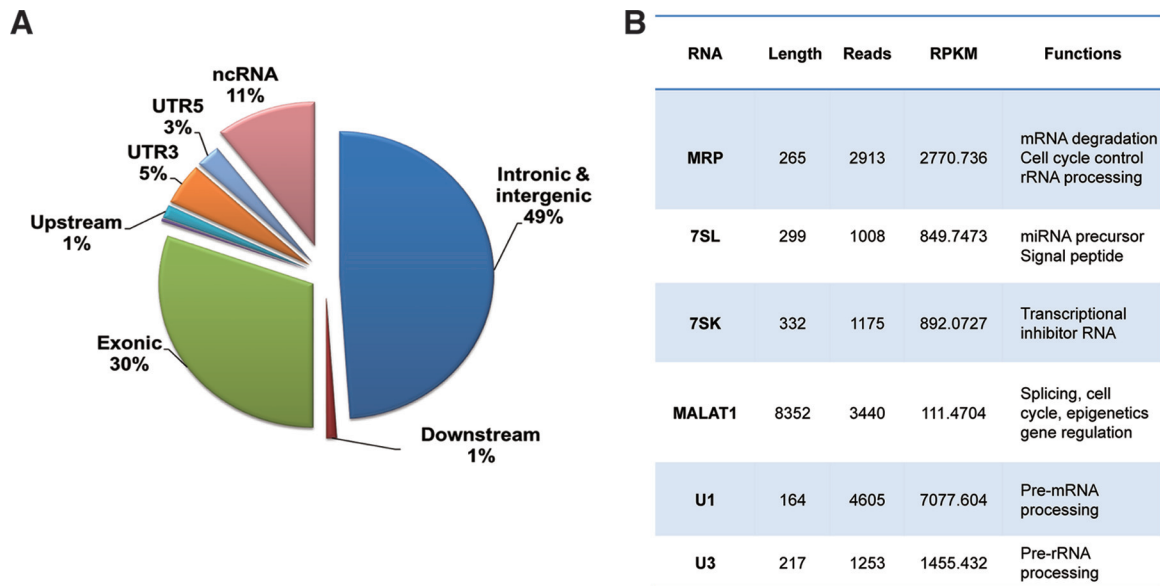 A
ncRNA
11%
UTR5
3%
UTR3
5%
Upstream
1%
Exonic
30%
Intronic &
intergenic
49%
Downstream
1%
B
RNA Length Reads RPKM Functions
MRP 265 2913 2770.736 mRNA degradation
Cell cycle control
rRNA processing
7SL 299 1008 849.7473 miRNA precursor
Signal peptide
7SK 332 1175 892.0727 Transcriptional
inhibitor RNA
MALAT1 8352 3440 111.4704 Splicing, cell
cycle, epigenetics
gene regulation
U1 164 4605 7077.604 Pre-mRNA
processing
U3 217 1253 1455.432 Pre-rRNA
processing